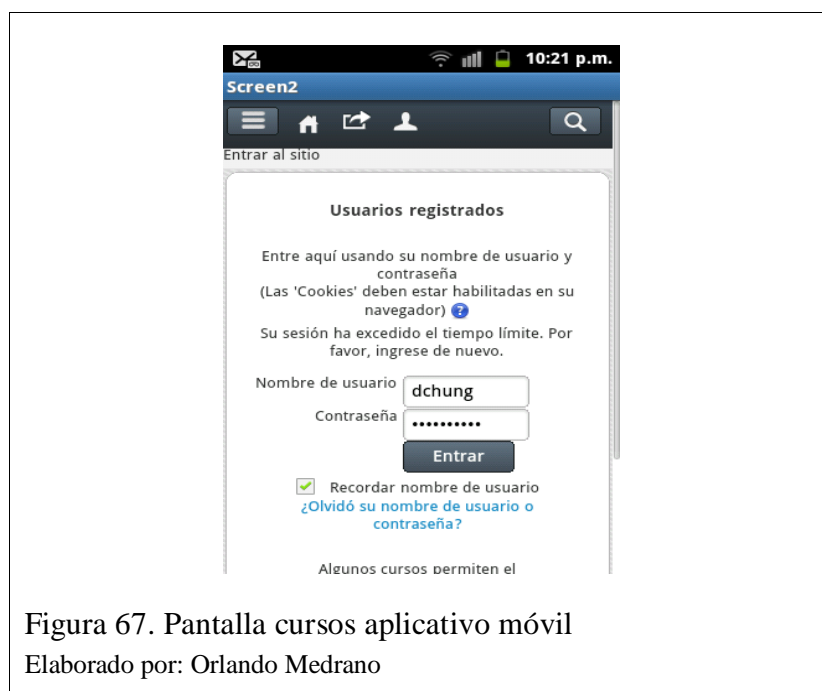 10:21 p.m.
Screen2
Entrar al sitio
Usuarios registrados
Entre aquí usando su nombre de usuario y
contraseña
(Las 'Cookies' deben estar habilitadas en su
navegador)
Su sesión ha excedido el tiempo límite. Por
favor, ingrese de nuevo.
Nombre de usuario dchung
Contraseña ••••••••••
Entrar
Recordar nombre de usuario
¿Olvidó su nombre de usuario o
contraseña?
Algunos cursos permiten el
Figura 67. Pantalla cursos aplicativo móvil
Elaborado por: Orlando Medrano